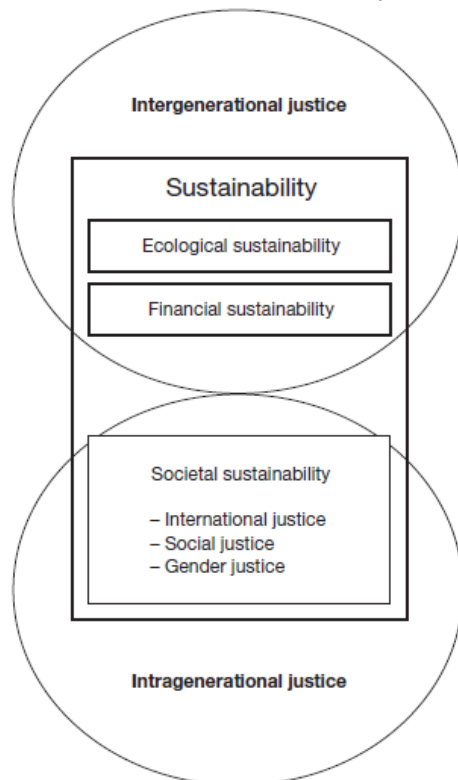 Intergenerational justice
Sustainability
Ecological sustainability
Financial sustainability
Societal sustainability
– International justice
– Social justice
– Gender justice
Intragenerational justice